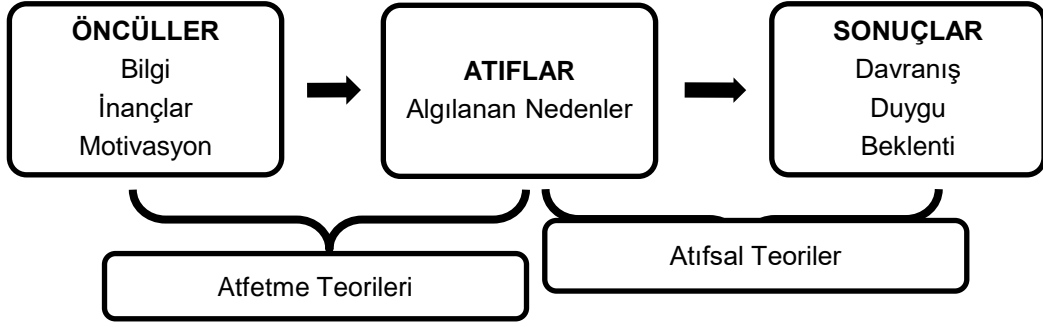 ÖNCÜLLER
Bilgi
İnançlar
Motivasyon
ATIFLAR
Algılanan Nedenler
SONUÇLAR
Davranış
Duygu
Beklenti
Atfetme Teorileri
Atıfsal Teoriler